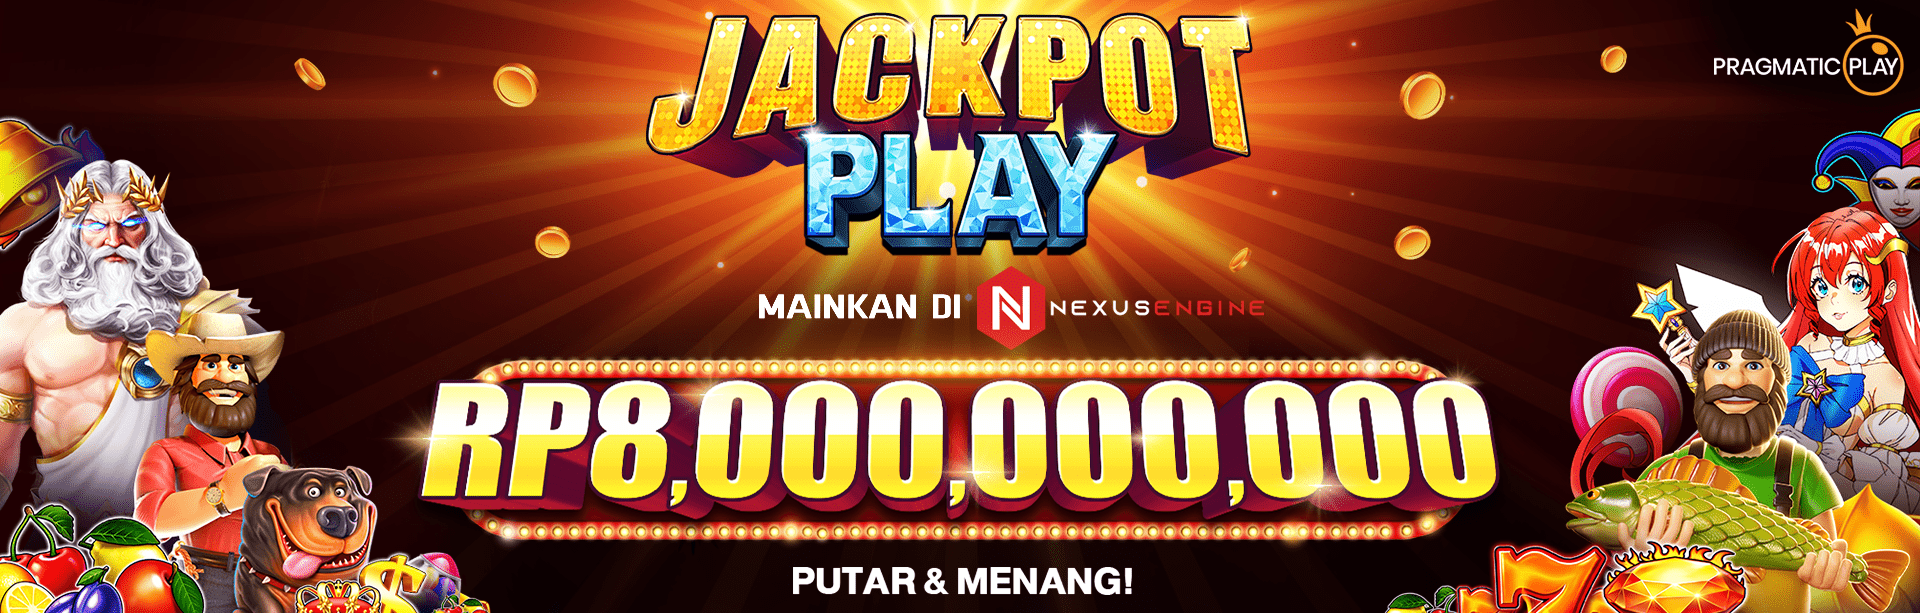 JACKPOT
PLAY
PRAGMATIC PLAY
MAINKAN DI N NEXUSENGINE
RP8,000,000,000
PUTAR & MENANG!